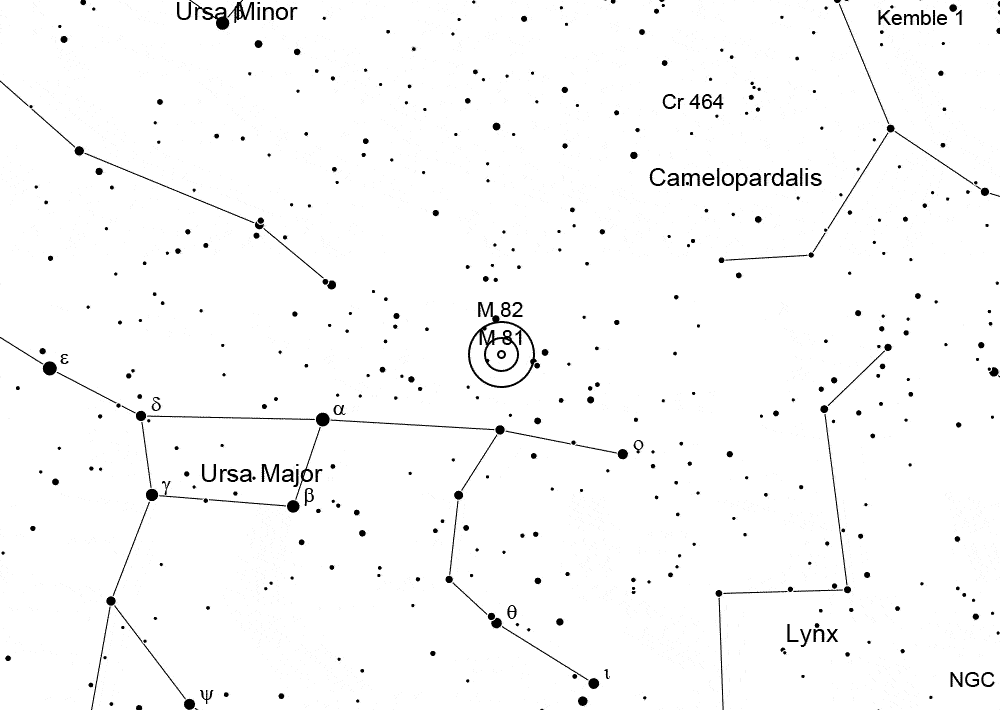 Ursa Minor
β
Kemble 1
Cr 464
Camelopardalis
M 82
M 81
ε
δ
α
ο
Ursa Major
γ
β
θ
Lynx
ι
NGC
ψ